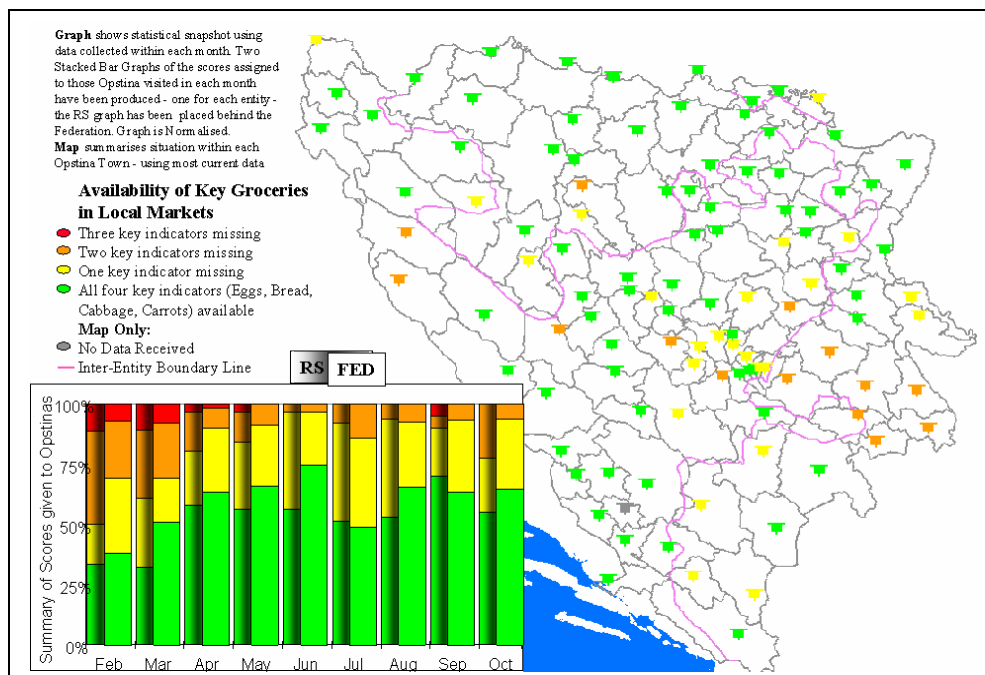 Graph shows statistical snapshot using
data collected within each month. Two
Stacked Bar Graphs of the scores assigned
to those Opstina visited in each month
have been produced - one for each entity -
the RS graph has been placed behind the
Federation. Graph is Normalised.
Map summarises situation within each
Opstina Town - using most current data
Availability of Key Groceries
in Local Markets
Three key indicators missing
Two key indicators missing
One key indicator missing
All four key indicators (Eggs, Bread,
Cabbage, Carrots) available
Map Only:
No Data Received
Inter-Entity Boundary Line
RS FED
Summary of Scores given to Opstinas
100%
75%
50%
25%
0%
Feb Mar Apr May Jun Jul Aug Sep Oct